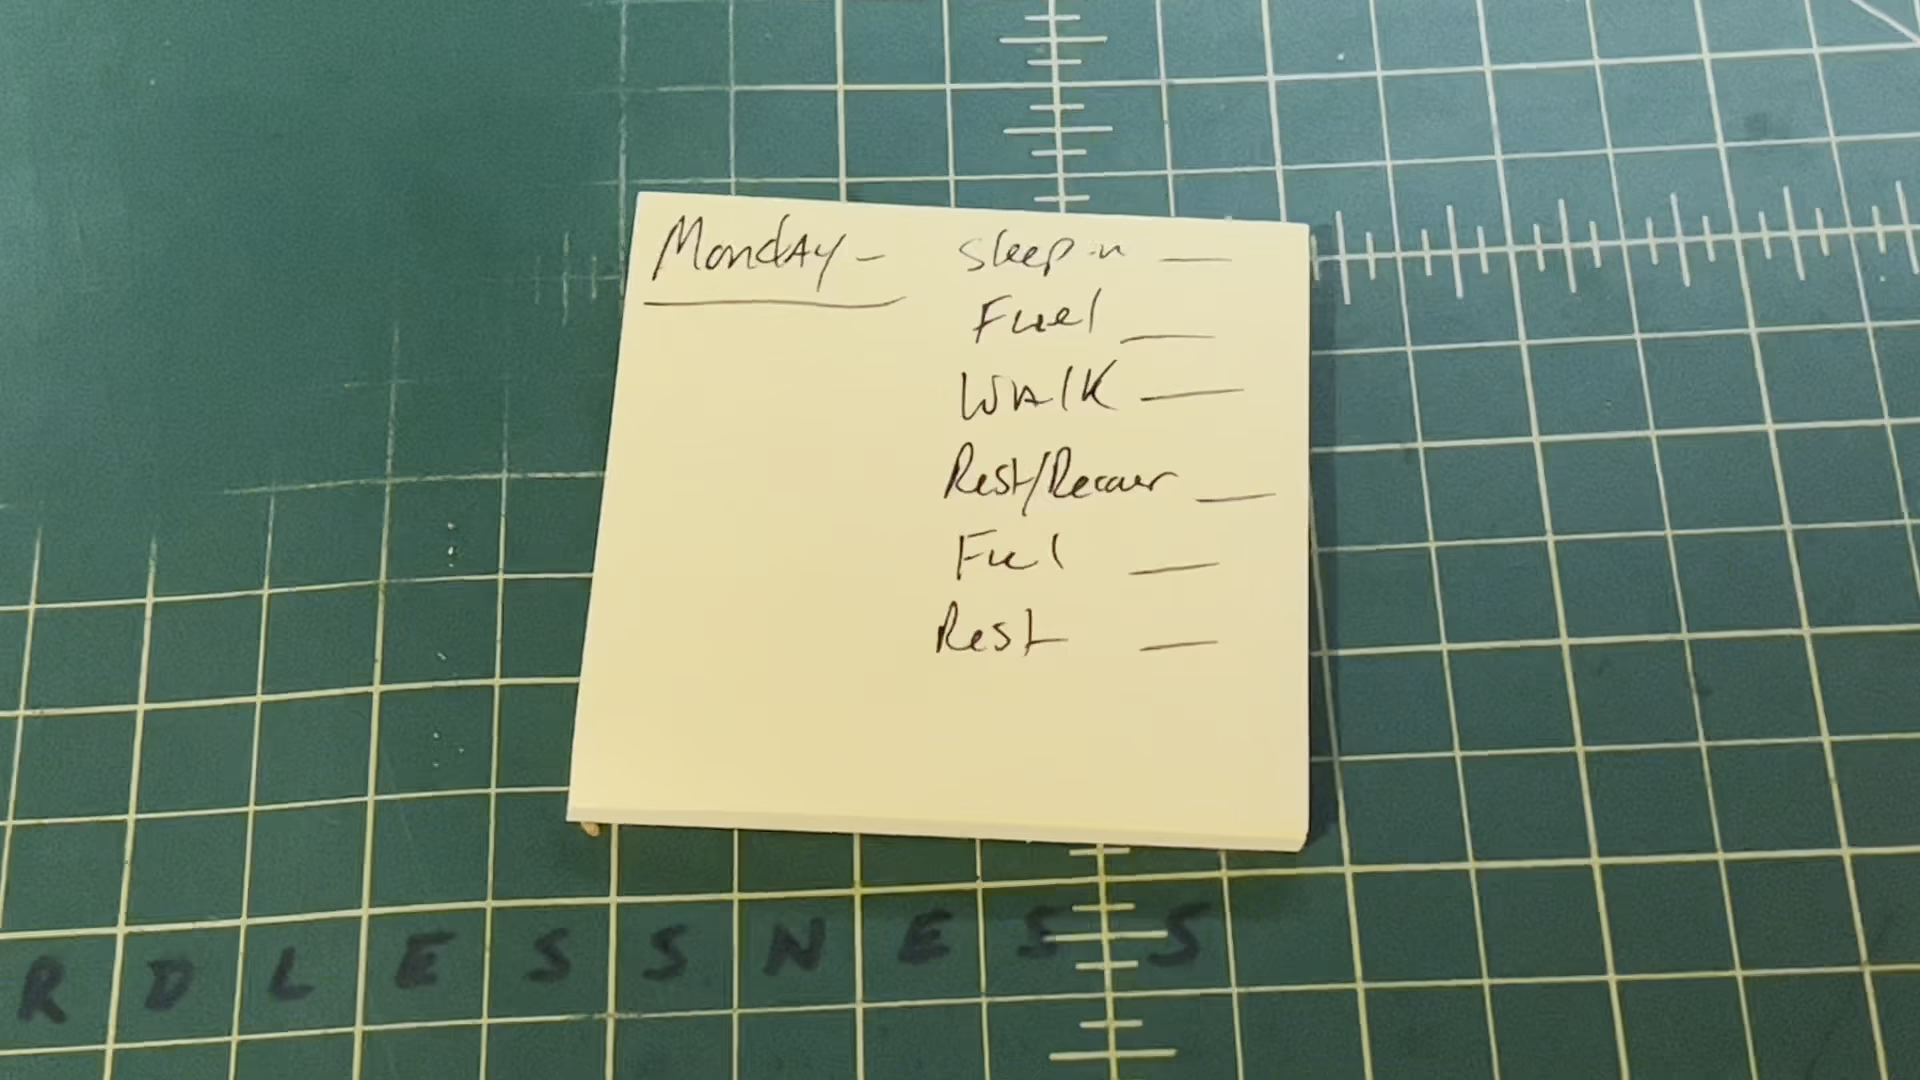 Monday - Sleep in —
Fuel —
Walk —
Rest/Recover —
Fuel —
Rest —
RDLESSNESS